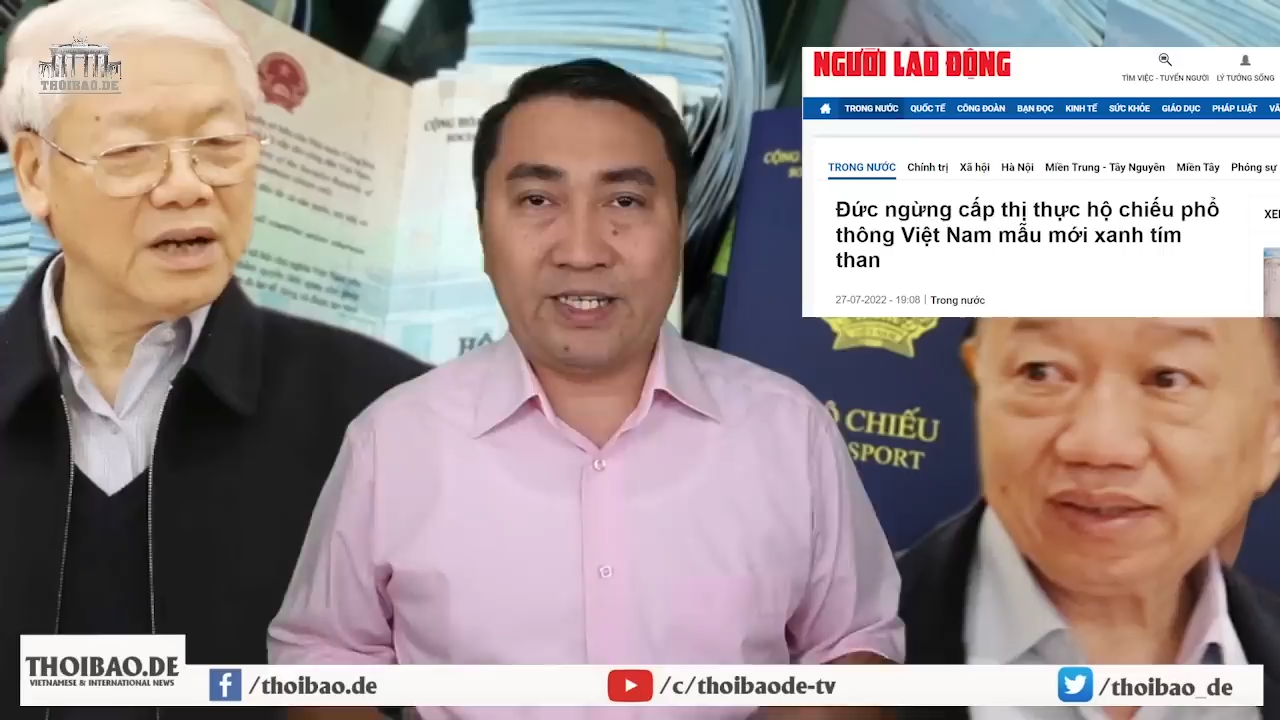 THOIBAO.DE
NGƯỜI LAO ĐỘNG
TÌM VIỆC - TUYỂN NGƯỜI
LÝ TƯỞNG SỐNG
TRONG NƯỚC QUỐC TẾ CÔNG ĐOÀN BẠN ĐỌC KINH TẾ SỨC KHỎE GIÁO DỤC PHÁP LUẬT
TRONG NƯỚC Chính trị Xã hội Hà Nội Miền Trung - Tây Nguyên Miền Tây Phóng sự
Đức ngừng cấp thị thực hộ chiếu phổ
thông Việt Nam mẫu mới xanh tím
than
27-07-2022 - 19:08 | Trong nước
VIỆT NAM
CHIẾU
THOIBAO.DE
VIETNAMESE & INTERNATIONAL NEWS
/thoibao.de
/c/thoibaode-tv
/thoibao_de